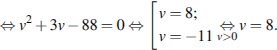 ⇔ v² + 3v − 88 = 0 ⇔ [ v = 8; v = −11 ⇔ v>0 v = 8.